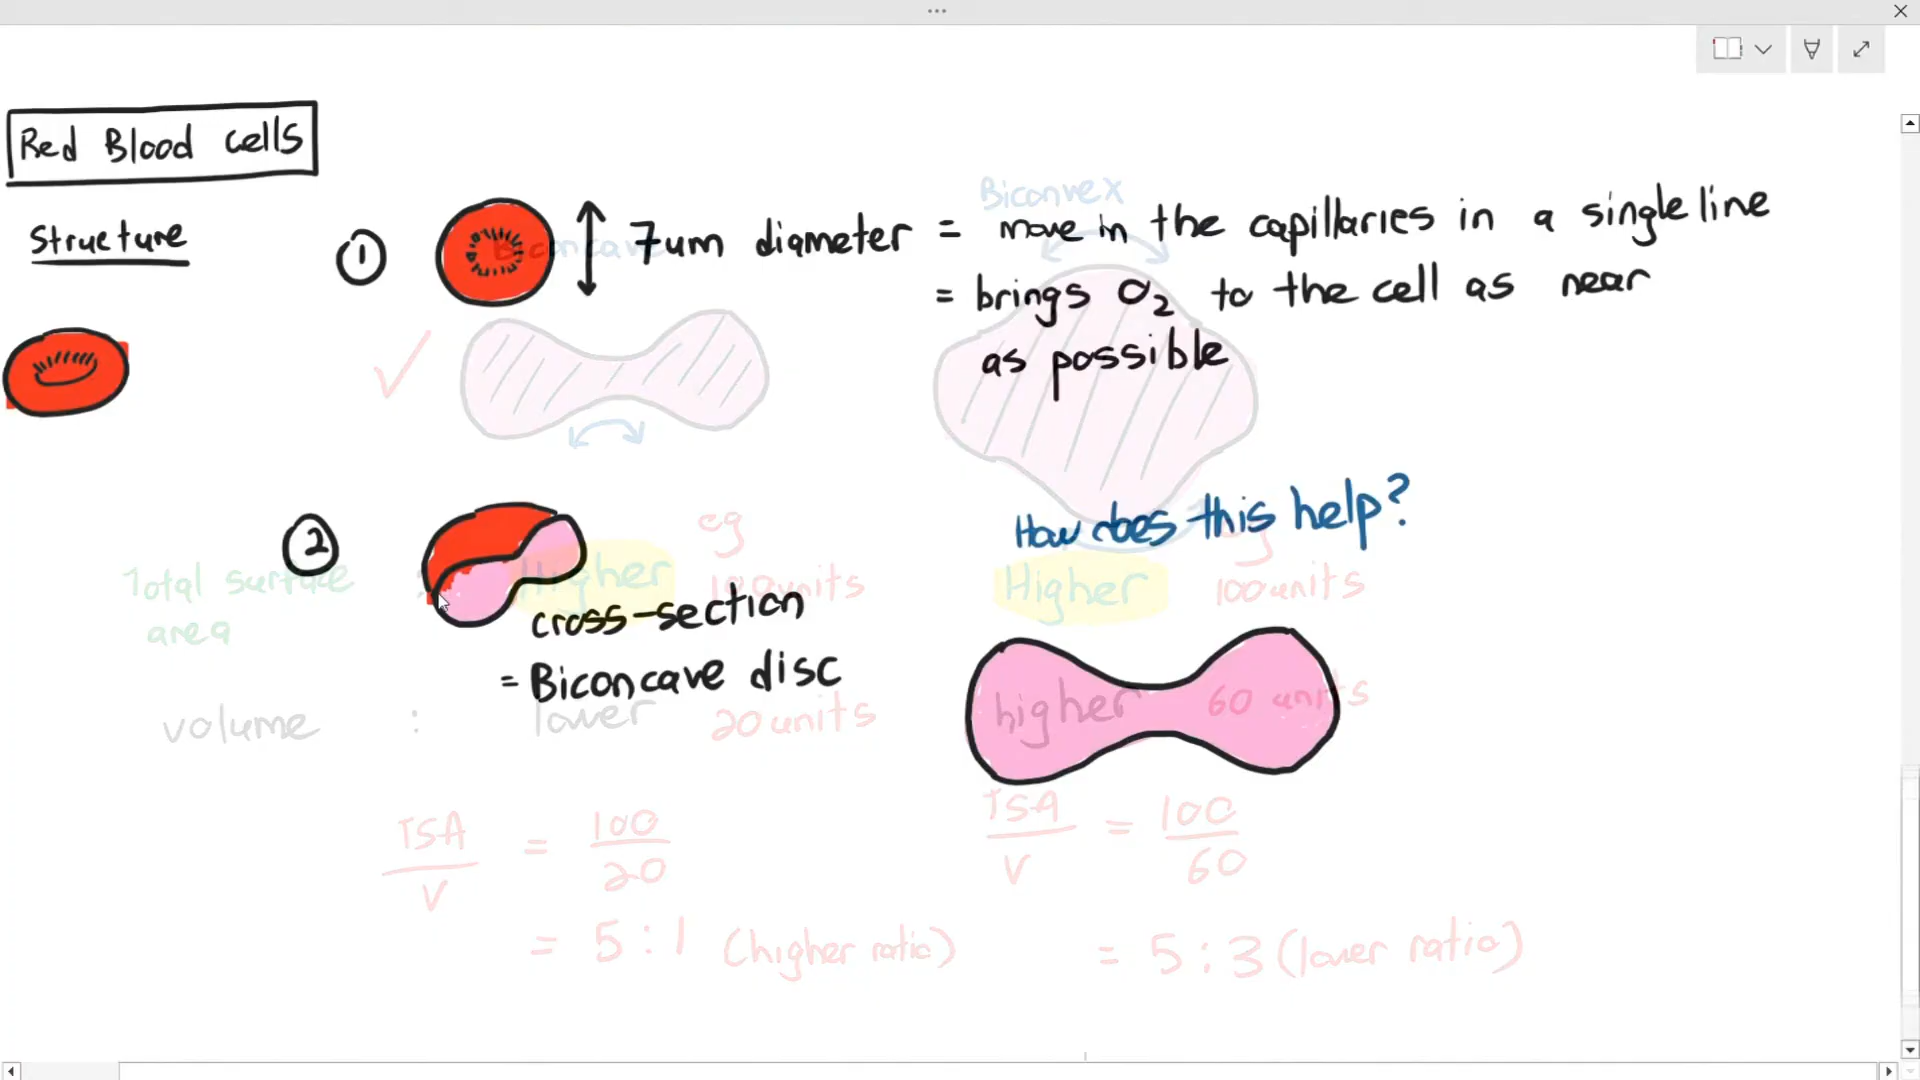 Red Blood cells
Structure
① 7um diameter = move in the capillaries in a single line
= brings O2 to the cell as near
as possible
Biconvex
Biconcave
② cross-section
= Biconcave disc
How does this help?
Total surface area : Higher eg 100 units Higher eg 100 units
volume : lower 20 units higher 60 units
TSA/V = 100/20 TSA/V = 100/60
= 5 : 1 (higher ratio) = 5 : 3 (lower ratio)